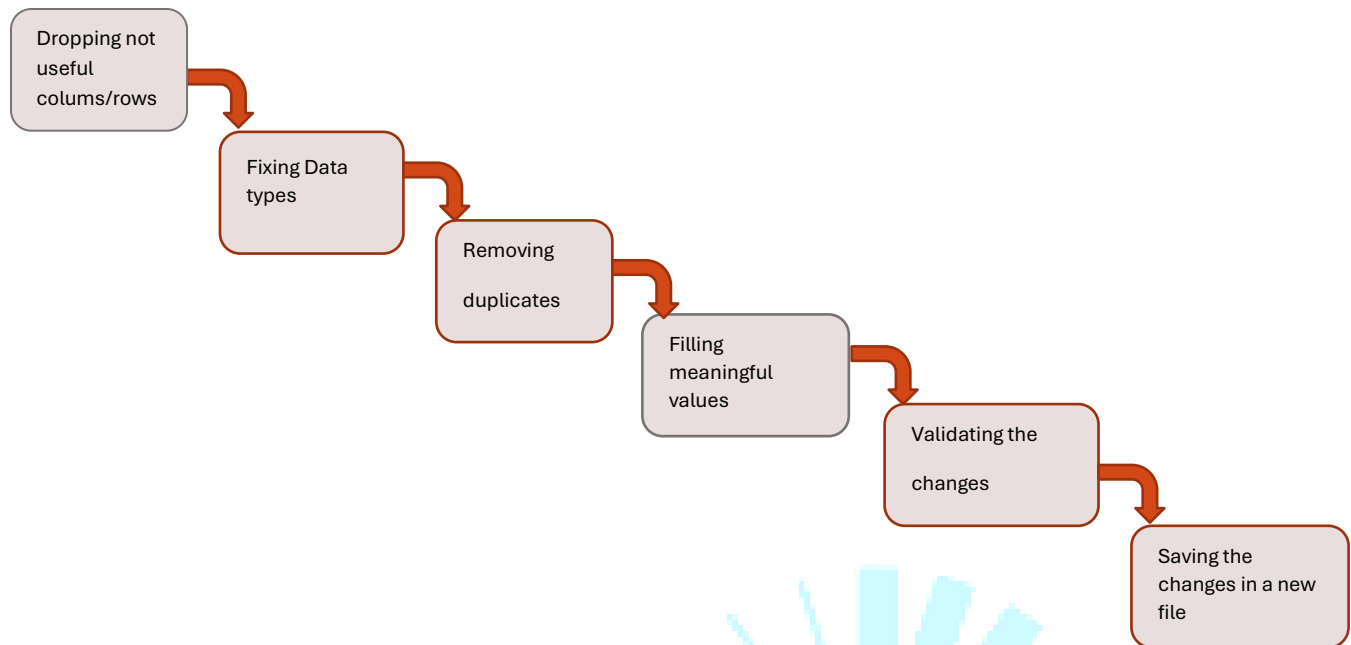 Dropping not
useful
colums/rows
Fixing Data
types
Removing
duplicates
Filling
meaningful
values
Validating the
changes
Saving the
changes in a new
file